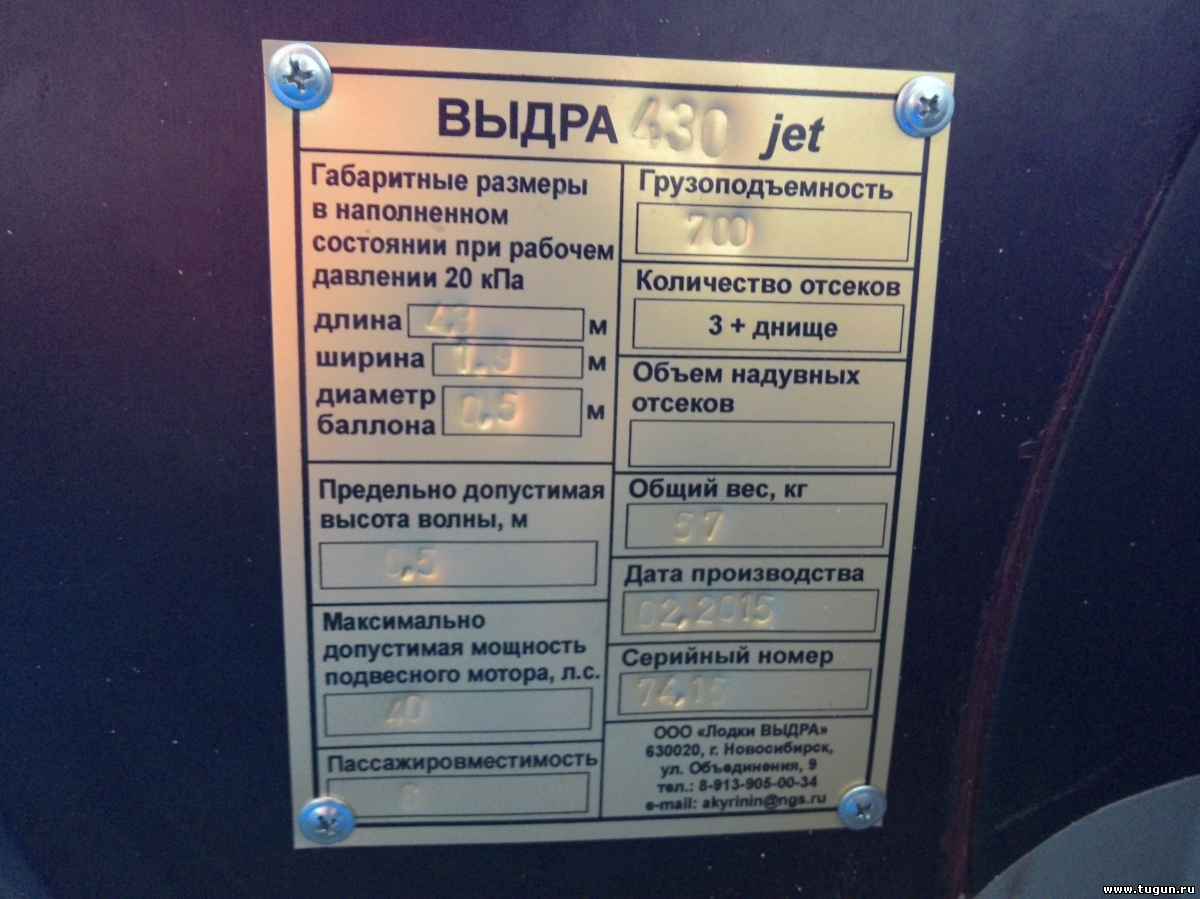 ВЫДРА 430 jet
Габаритные размеры
в наполненном
состоянии при рабочем
давлении 20 кПа
длина м
ширина 1,9 м
диаметр
баллона 0,5 м
Предельно допустимая
высота волны, м
0,5
Максимально
допустимая мощность
подвесного мотора, л.с.
40
Пассажировместимость
Грузоподъемность
700
Количество отсеков
3 + днище
Объем надувных
отсеков
Общий вес, кг
57
Дата производства
02,2015
Серийный номер
74,15
ООО «Лодки ВЫДРА»
630020, г. Новосибирск,
ул. Объединения, 9
тел.: 8-913-905-00-34
e-mail: akyrinin@ngs.ru
www.tugun.ru